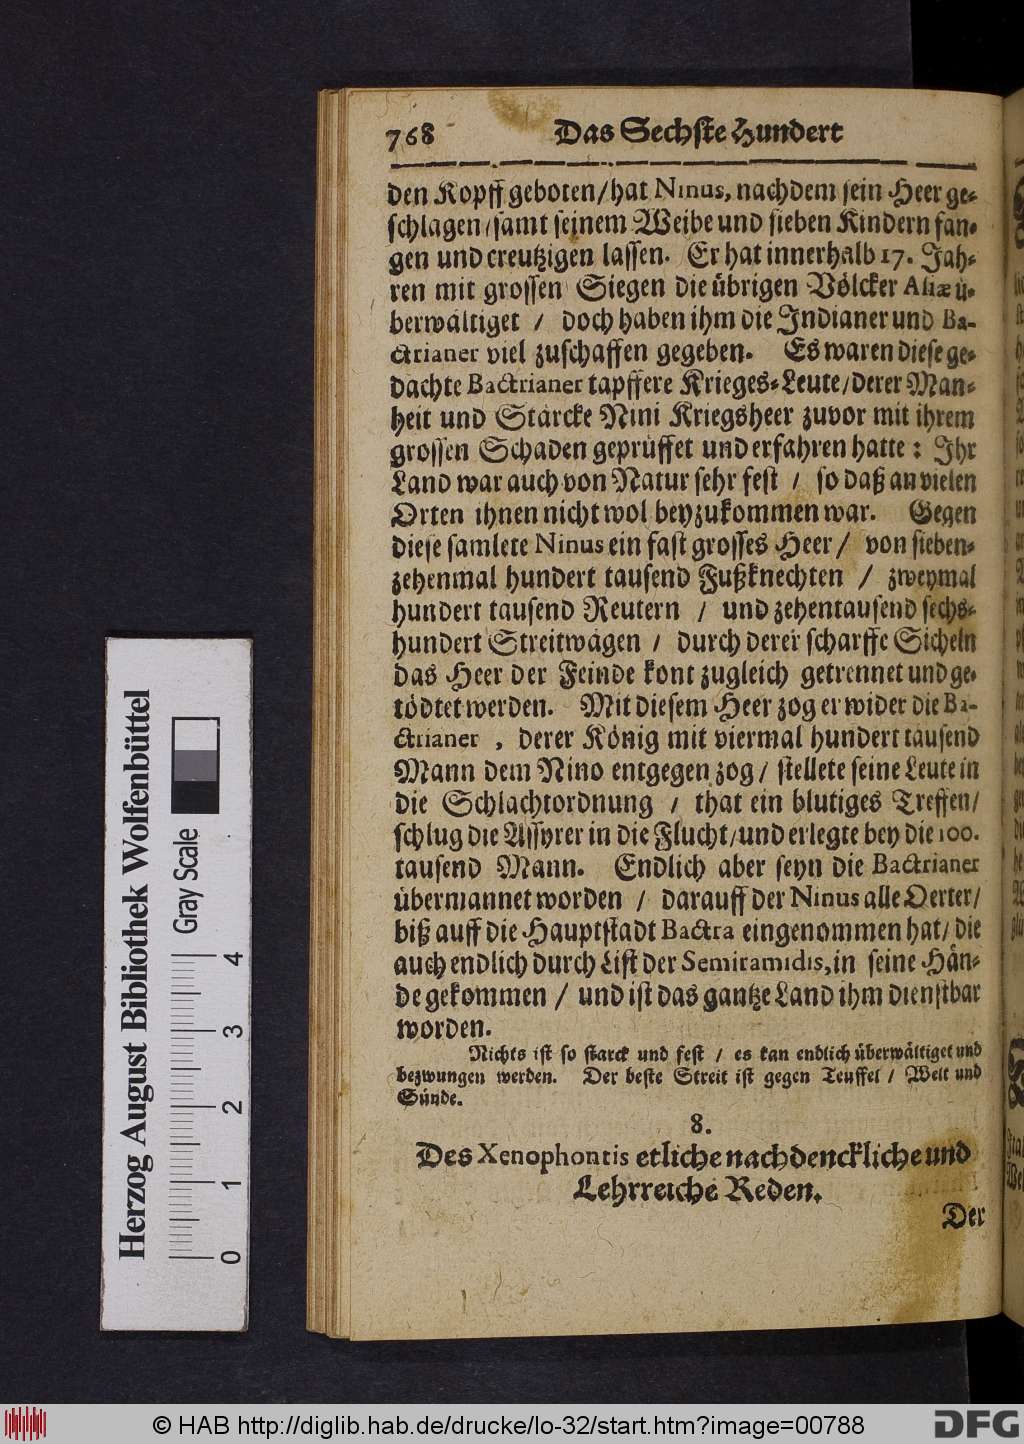 768 Das Sechste Hundert
den Kopff geboten/ hat Ninus, nachdem sein Heer ge-
schlagen/ samt seinem Weibe und sieben Kindern fan-
gen und creutzigen lassen. Er hat innerhalb 17. Jah-
ren mit grossen Siegen die übrigen Völcker Asiæ ü-
berwältiget / doch haben ihm die Indianer und Ba-
ctrianer viel zuschaffen gegeben. Es waren diese ge-
dachte Bactrianer tapffere Krieges-Leute/ derer Man-
heit und Stärcke Nini Kriegsheer zuvor mit ihrem
grossen Schaden geprüffet und erfahren hatte: Ihr
Land war auch von Natur sehr fest / so daß an vielen
Orten ihnen nicht wol beyzukommen war. Gegen
diese samlete Ninus ein fast grosses Heer / von sieben-
zehenmal hundert tausend Fußknechten / zweymal
hundert tausend Reutern / und zehentausend sechs-
hundert Streitwägen / durch derer scharffe Sicheln
das Heer der Feinde kont zugleich getrennet und ge-
tödtet werden. Mit diesem Heer zog er wider die Ba-
ctrianer , derer König mit viermal hundert tausend
Mann dem Nino entgegen zog/ stellete seine Leute in
die Schlachtordnung / that ein blutiges Treffen/
schlug die Assyrer in die Flucht/ und erlegte bey die 100.
tausend Mann. Endlich aber seyn die Bactrianer
übermannet worden / darauff der Ninus alle Oerter/
biß auff die Hauptstadt Bactra eingenommen hat/ die
auch endlich durch List der Semiramidis, in seine Hän-
de gekommen / und ist das gantze Land ihm dienstbar
worden.
Nichts ist so starck und fest / es kan endlich überwältiget und
bezwungen werden. Der beste Streit ist gegen Teuffel / Welt und
Sünde.
8.
Des Xenophontis etliche nachdenckliche und
Lehrreiche Reden.
Der
Herzog August Bibliothek Wolfenbüttel
Gray Scale
0 1 2 3 4
© HAB http://diglib.hab.de/drucke/lo-32/start.htm?image=00788
DFG